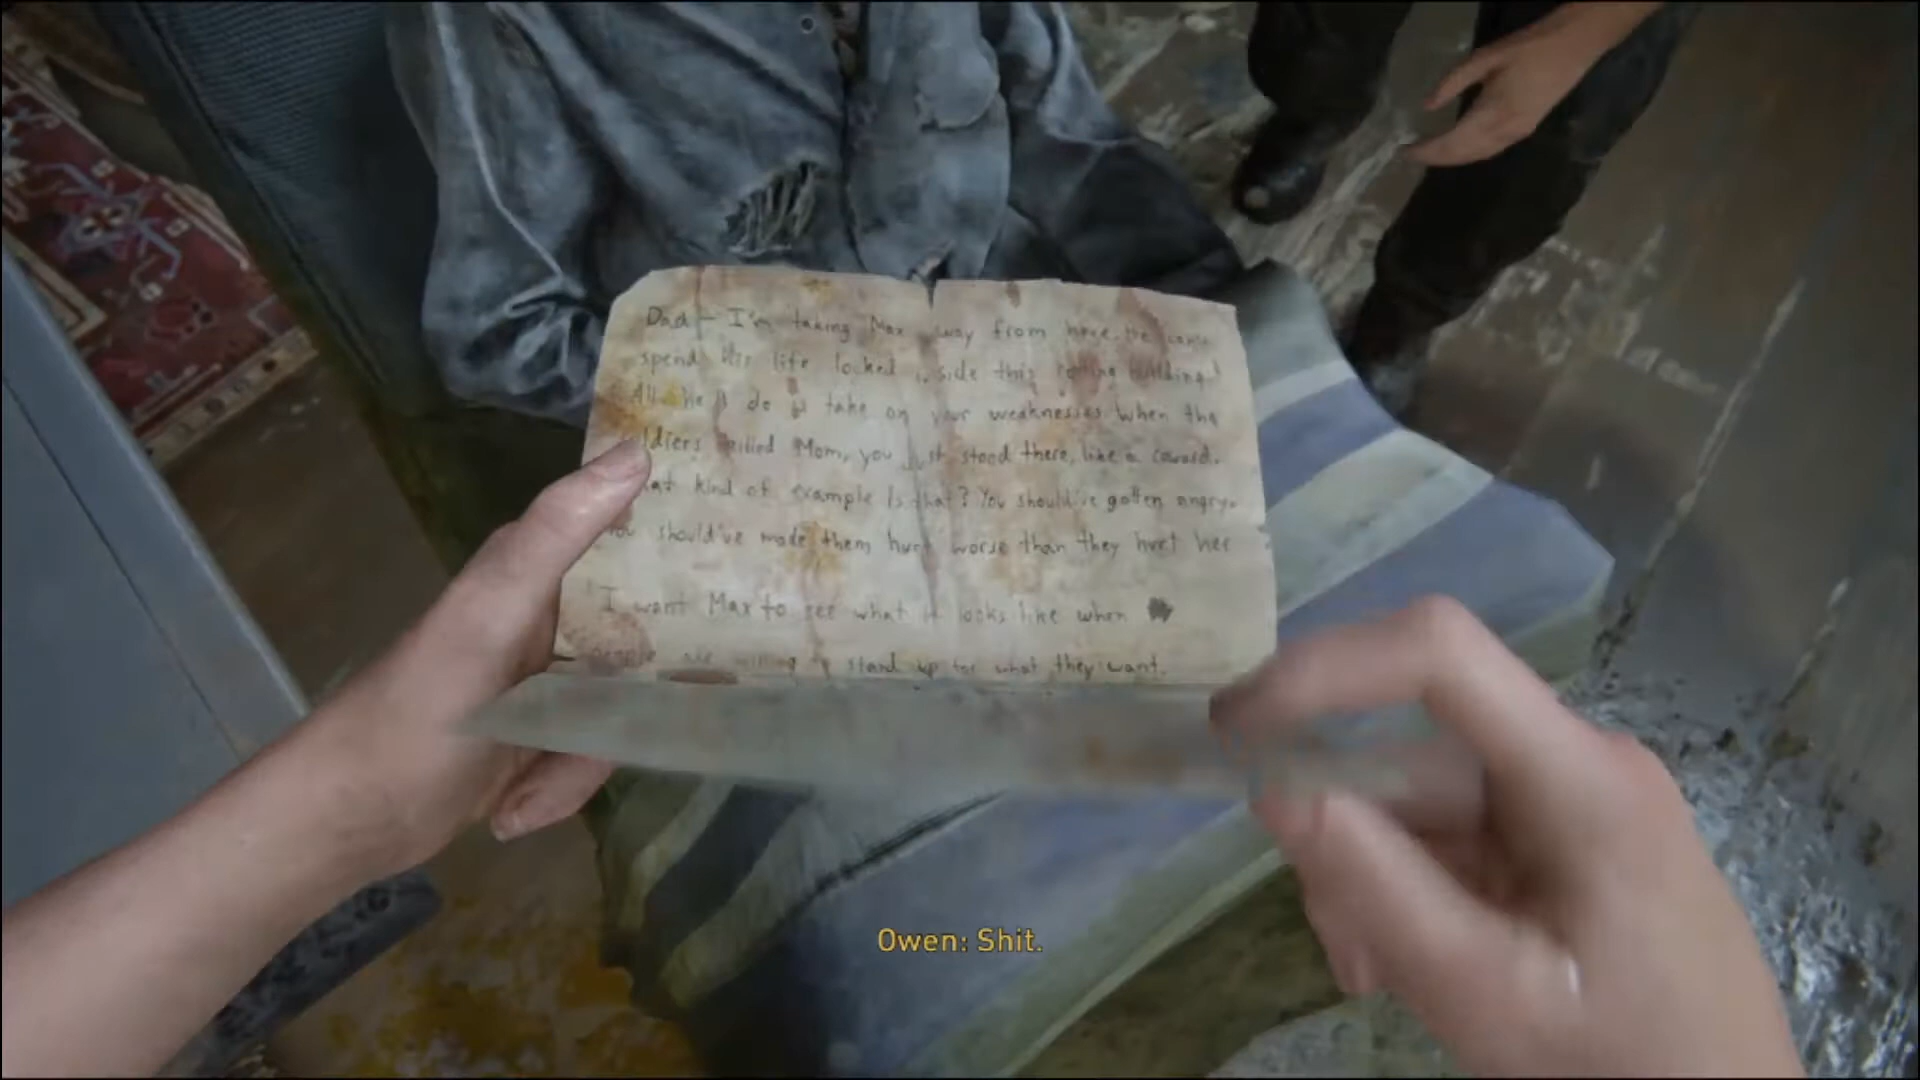 Dad - I'm taking Max away from here. He can't
spend his life locked inside this rotting building!
All he'll do is take on your weaknesses. When the
soldiers killed Mom, you just stood there, like a coward.
What kind of example is that? You should've gotten angry.
You should've made them hurt worse than they hurt her
I want Max to see what it looks like when
people are willing to stand up for what they want.
Owen: Shit.